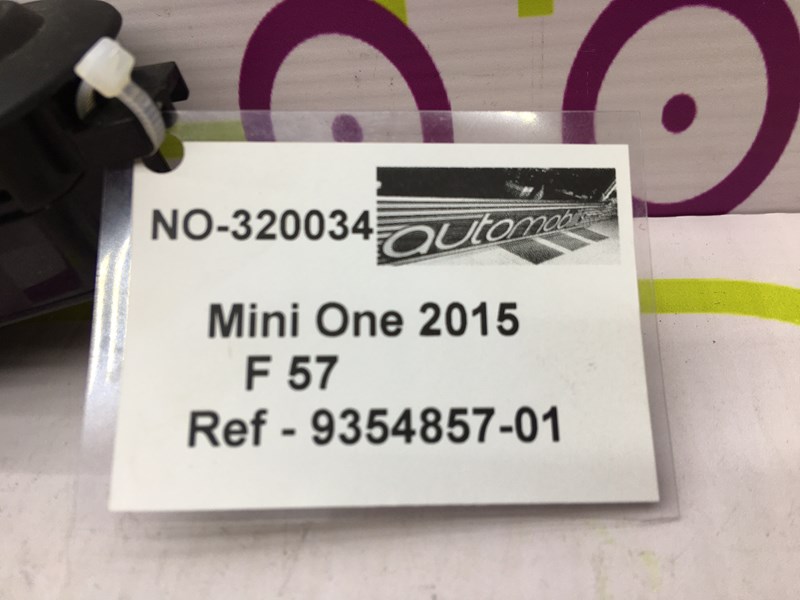 NO-320034
automobile
Mini One 2015
F 57
Ref - 9354857-01